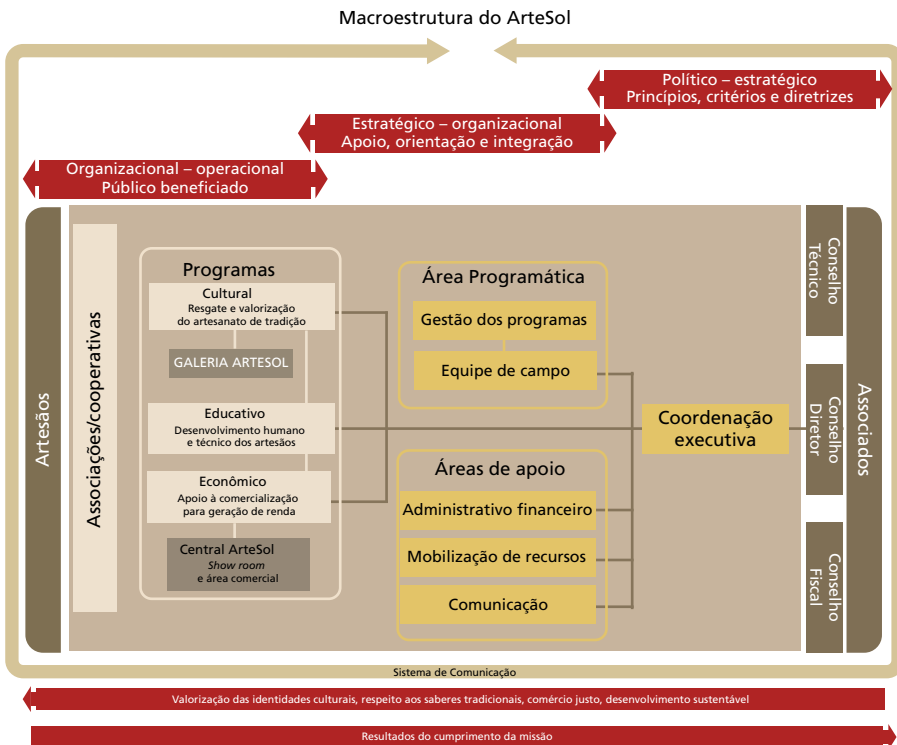 Macroestrutura do ArteSol
Político – estratégico
Princípios, critérios e diretrizes
Estratégico – organizacional
Apoio, orientação e integração
Organizacional – operacional
Público beneficiado
Artesãos
Associações/cooperativas
Programas
Cultural
Resgate e valorização
do artesanato de tradição
GALERIA ARTESOL
Educativo
Desenvolvimento humano
e técnico dos artesãos
Econômico
Apoio à comercialização
para geração de renda
Central ArteSol
Show room
e área comercial
Área Programática
Gestão dos programas
Equipe de campo
Áreas de apoio
Administrativo financeiro
Mobilização de recursos
Comunicação
Coordenação
executiva
Conselho
Técnico
Conselho
Diretor
Conselho
Fiscal
Associados
Sistema de Comunicação
Valorização das identidades culturais, respeito aos saberes tradicionais, comércio justo, desenvolvimento sustentável
Resultados do cumprimento da missão